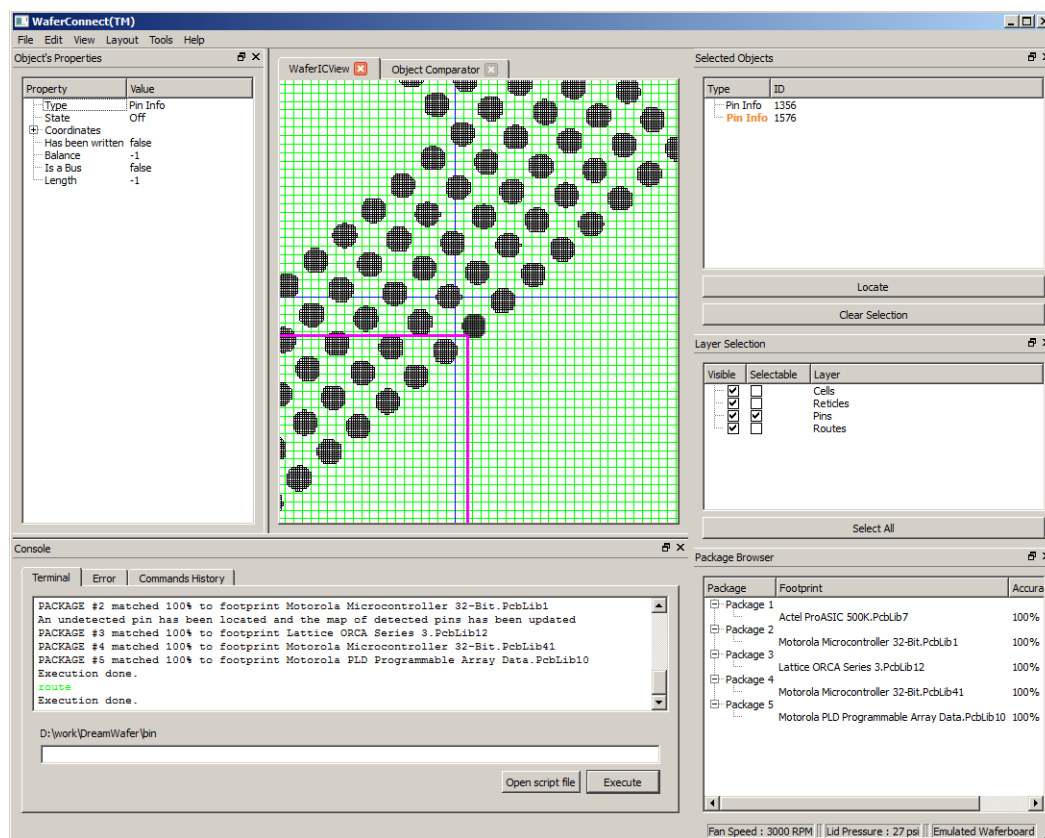 WaferConnect(TM)
File Edit View Layout Tools Help
Object's Properties
Property Value
Type Pin Info
State Off
Coordinates
Has been written false
Balance -1
Is a Bus false
Length -1
WaferICView Object Comparator
Selected Objects
Type ID
Pin Info 1356
Pin Info 1576
Locate
Clear Selection
Layer Selection
Visible Selectable Layer
Cells
Reticles
Pins
Routes
Select All
Console
Terminal Error Commands History
PACKAGE #2 matched 100% to footprint Motorola Microcontroller 32-Bit.PcbLib1
An undetected pin has been located and the map of detected pins has been updated
PACKAGE #3 matched 100% to footprint Lattice ORCA Series 3.PcbLib12
PACKAGE #4 matched 100% to footprint Motorola Microcontroller 32-Bit.PcbLib41
PACKAGE #5 matched 100% to footprint Motorola PLD Programmable Array Data.PcbLib10
Execution done.
route
Execution done.
D:\work\DreamWafer\bin
Open script file Execute
Package Browser
Package Footprint Accura
Package 1
Actel ProASIC 500K.PcbLib7 100%
Package 2
Motorola Microcontroller 32-Bit.PcbLib1 100%
Package 3
Lattice ORCA Series 3.PcbLib12 100%
Package 4
Motorola Microcontroller 32-Bit.PcbLib41 100%
Package 5
Motorola PLD Programmable Array Data.PcbLib10 100%
Fan Speed : 3000 RPM Lid Pressure : 27 psi Emulated Waferboard